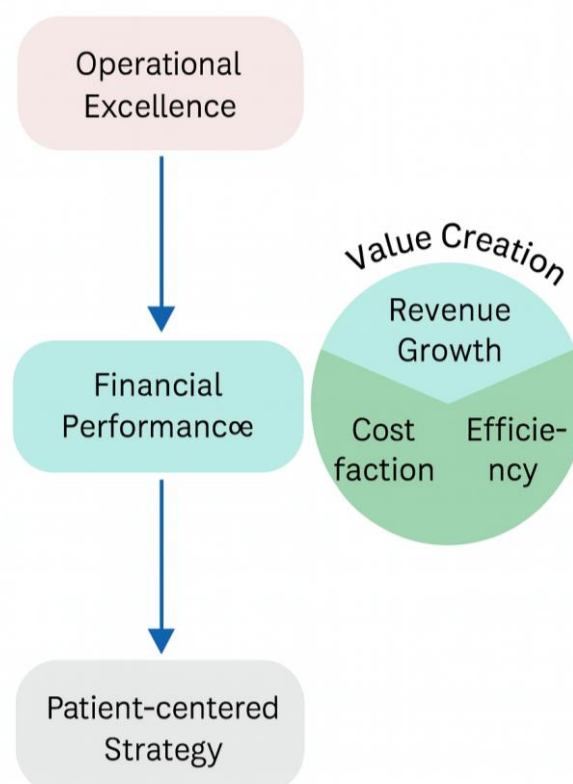 Operational
Excellence
Value Creation
Revenue
Growth
Financial
Performancœ
Cost
faction
Efficie-
ncy
Patient-centered
Strategy